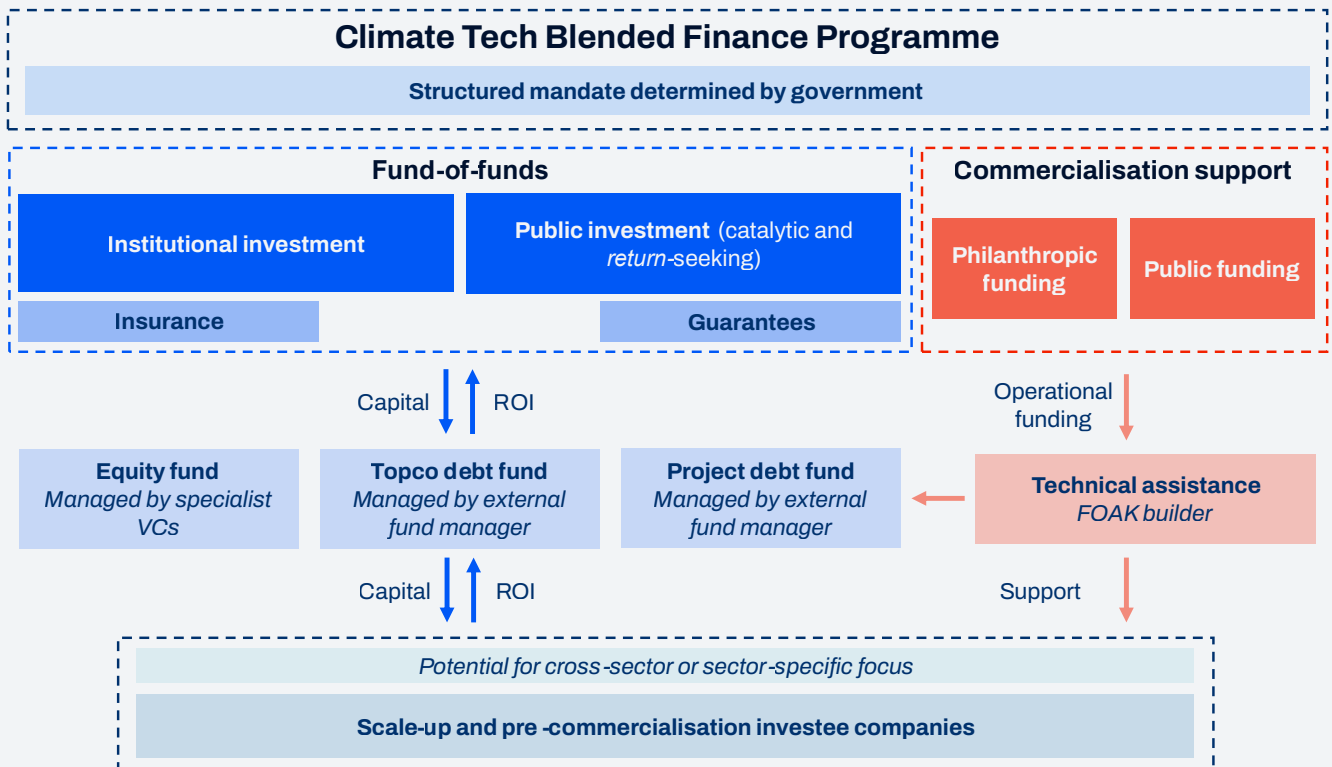 Climate Tech Blended Finance Programme
Structured mandate determined by government
Fund-of-funds
Institutional investment
Public investment (catalytic and
return-seeking)
Insurance
Guarantees
Commercialisation support
Philanthropic
funding
Public funding
Capital
ROI
Operational
funding
Equity fund
Managed by specialist
VCs
Topco debt fund
Managed by external
fund manager
Project debt fund
Managed by external
fund manager
Technical assistance
FOAK builder
Capital
ROI
Support
Potential for cross-sector or sector-specific focus
Scale-up and pre -commercialisation investee companies